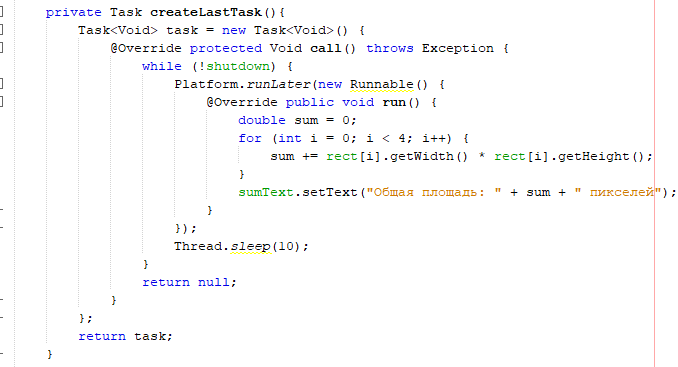 private Task createLastTask(){
Task<Void> task = new Task<Void>() {
@Override protected Void call() throws Exception {
while (!shutdown) {
Platform.runLater(new Runnable() {
@Override public void run() {
double sum = 0;
for (int i = 0; i < 4; i++) {
sum += rect[i].getWidth() * rect[i].getHeight();
}
sumText.setText("Общая площадь: " + sum + " пикселей");
}
});
Thread.sleep(10);
}
return null;
}
};
return task;
}